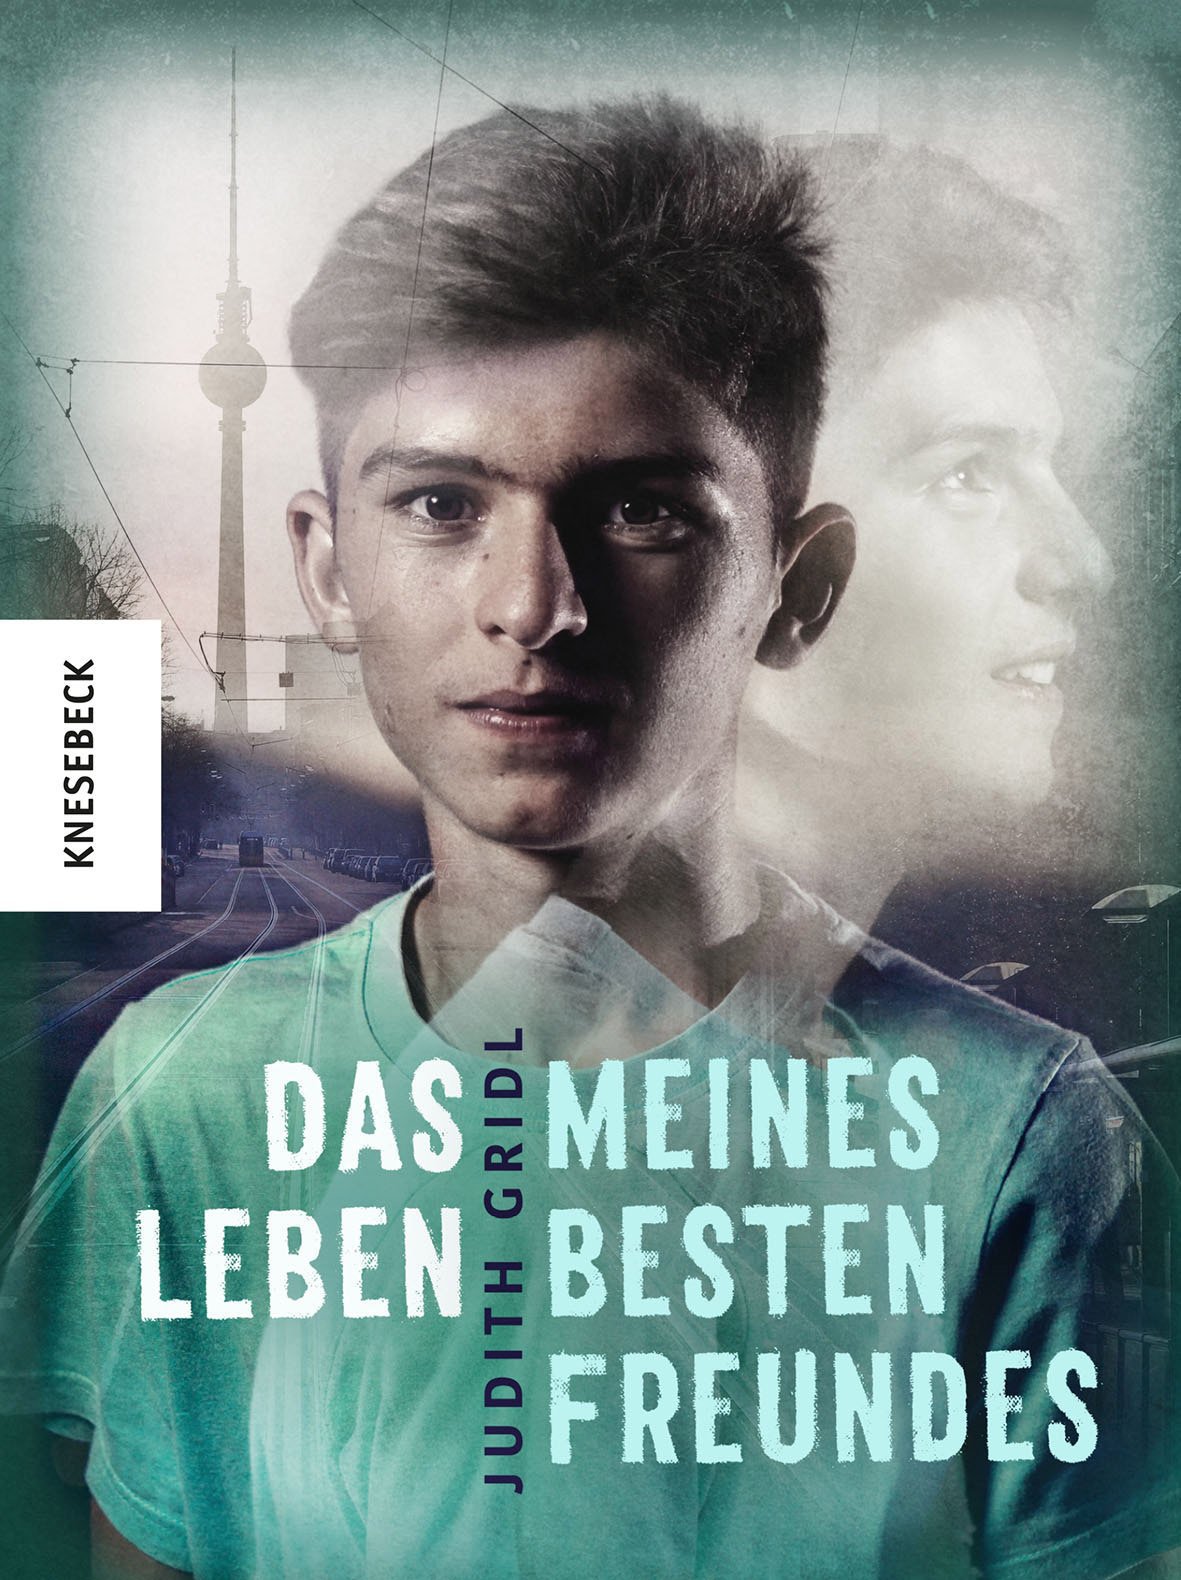 KNESEBECK
JUDITH GRIDL
DAS
LEBEN
MEINES
BESTEN
FREUNDES